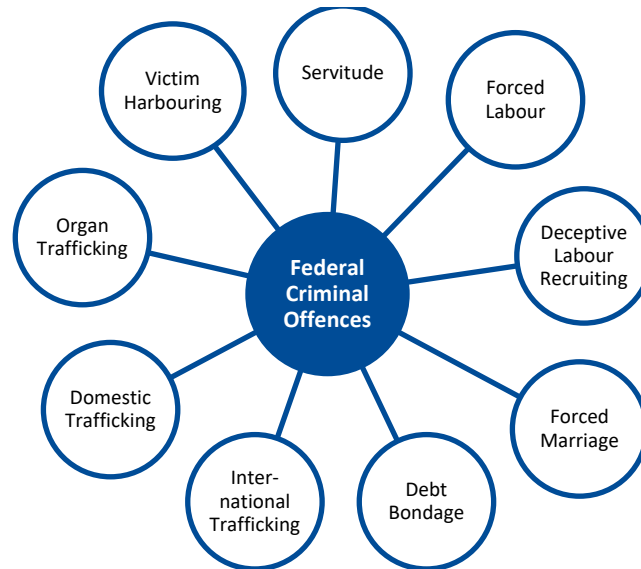 Servitude
Forced
Labour
Deceptive
Labour
Recruiting
Forced
Marriage
Debt
Bondage
Inter-
national
Trafficking
Domestic
Trafficking
Organ
Trafficking
Victim
Harbouring
Federal
Criminal
Offences